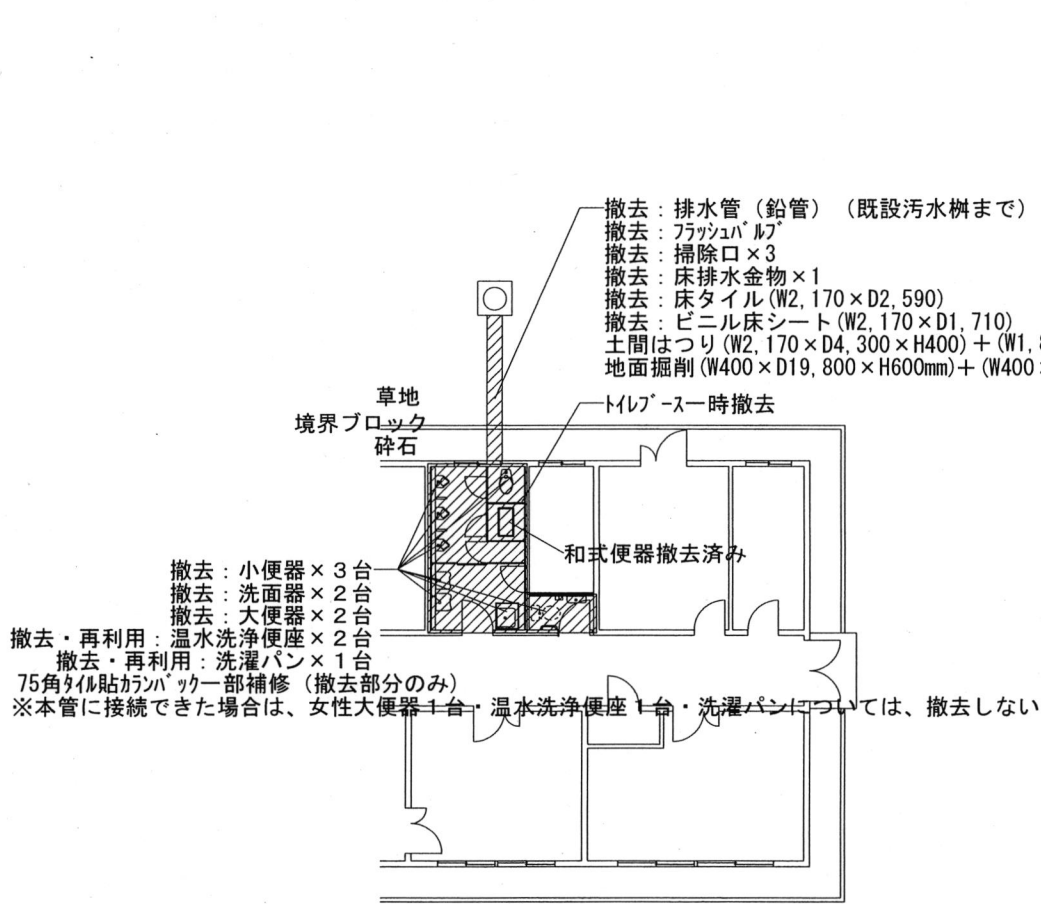 撤去：排水管（鉛管）（既設汚水桝まで）
撤去：ﾌﾗｯｼｭﾊﾞﾙﾌﾞ
撤去：掃除口×3
撤去：床排水金物×1
撤去：床タイル(W2,170×D2,590)
撤去：ビニル床シート(W2,170×D1,710)
土間はつり(W2,170×D4,300×H400)＋(W1,8
地面掘削(W400×D19,800×H600mm)＋(W400
ﾄｲﾚﾌﾞｰｽ一時撤去
草地
境界ブロック
砕石
和式便器撤去済み
撤去：小便器×３台
撤去：洗面器×２台
撤去：大便器×２台
撤去・再利用：温水洗浄便座×２台
撤去・再利用：洗濯パン×１台
75角ﾀｲﾙ貼ｶﾗﾝﾊﾞｯｸ一部補修（撤去部分のみ）
※本管に接続できた場合は、女性大便器１台・温水洗浄便座１台・洗濯パンについては、撤去しない